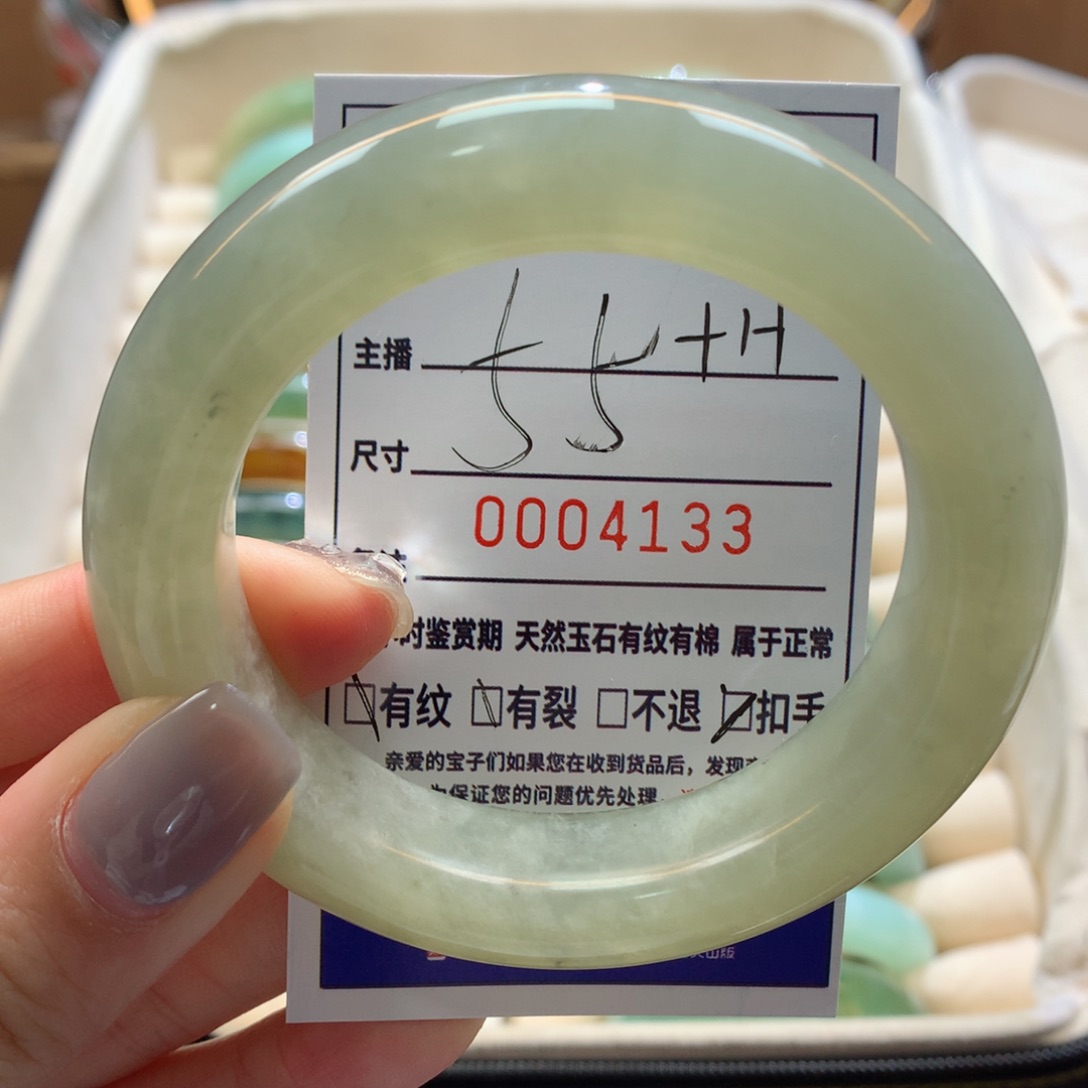 主播 55+H
尺寸
0004133
时鉴赏期 天然玉石有纹有棉 属于正常
□有纹 □有裂 □不退 □扣手
亲爱的宝子们如果您在收到货品后，发现
为保证您的问题优先处理，